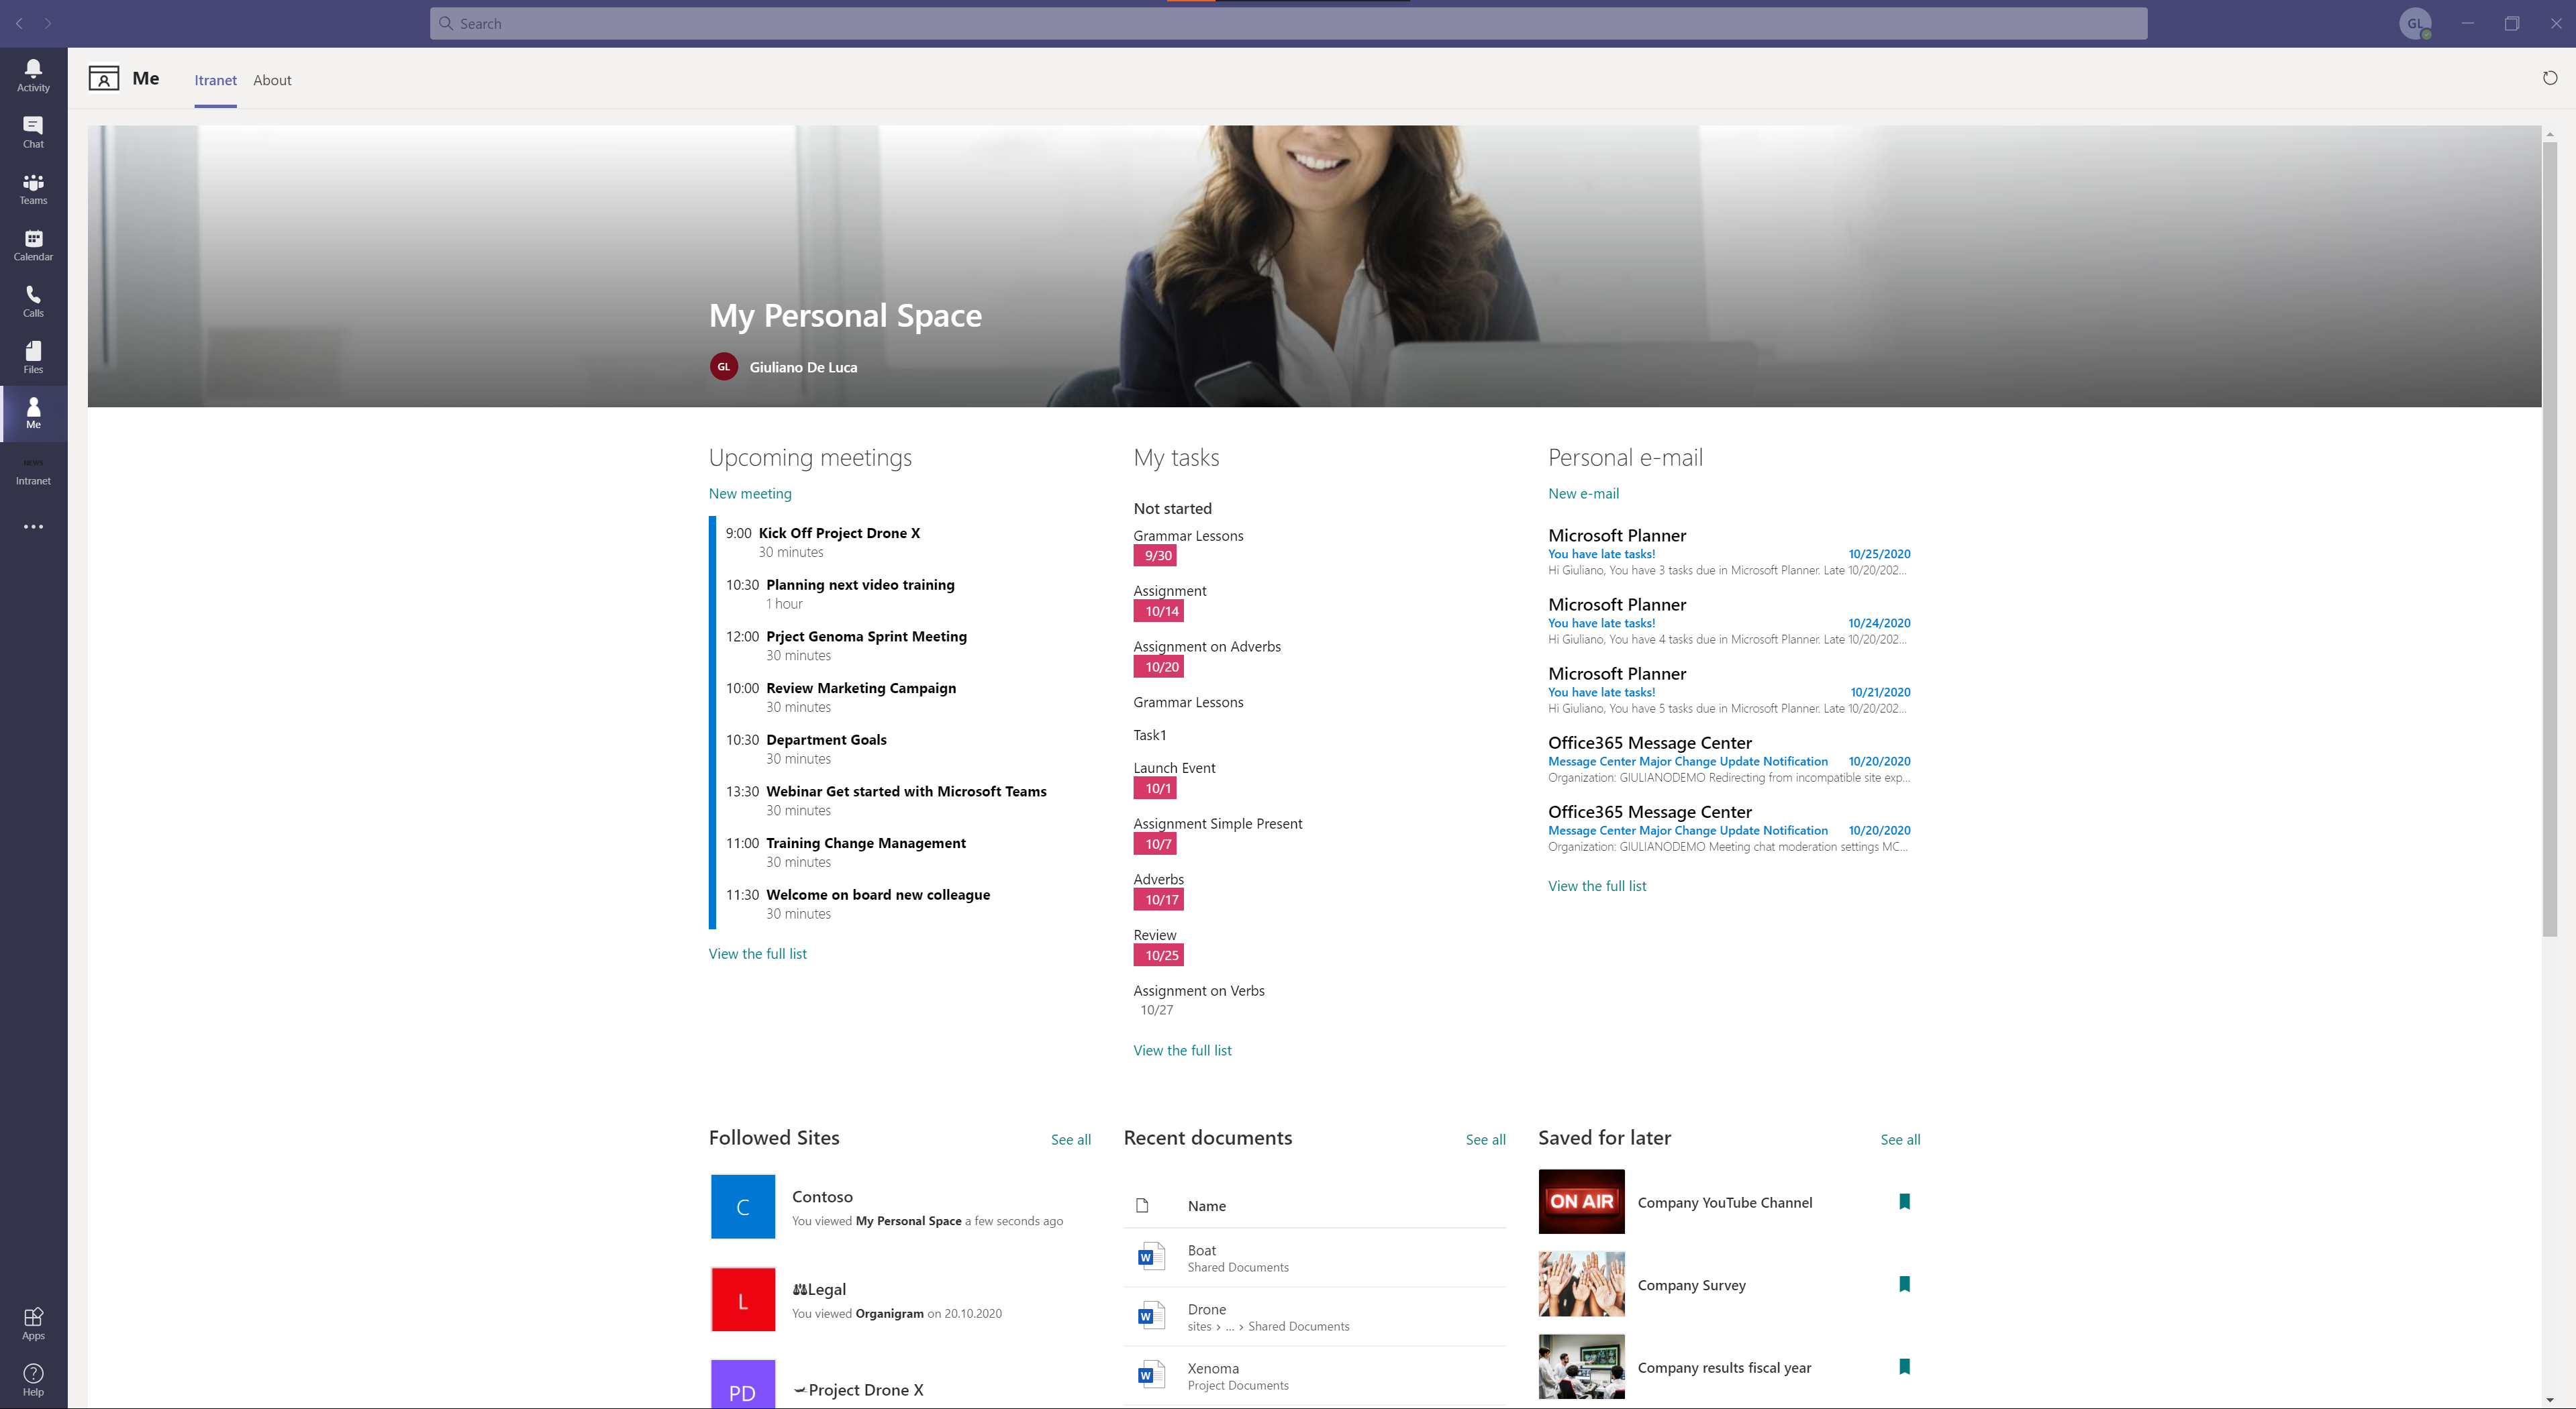 Search
GL
Activity
Chat
Teams
Calendar
Calls
Files
Me
NEWS
Intranet
Apps
Help
Me
Itranet
About
My Personal Space
GL
Giuliano De Luca
Upcoming meetings
New meeting
9:00 Kick Off Project Drone X
30 minutes
10:30 Planning next video training
1 hour
12:00 Prject Genoma Sprint Meeting
30 minutes
10:00 Review Marketing Campaign
30 minutes
10:30 Department Goals
30 minutes
13:30 Webinar Get started with Microsoft Teams
30 minutes
11:00 Training Change Management
30 minutes
11:30 Welcome on board new colleague
30 minutes
View the full list
My tasks
Not started
Grammar Lessons
9/30
Assignment
10/14
Assignment on Adverbs
10/20
Grammar Lessons
Task1
Launch Event
10/1
Assignment Simple Present
10/7
Adverbs
10/17
Review
10/25
Assignment on Verbs
10/27
View the full list
Personal e-mail
New e-mail
Microsoft Planner
You have late tasks! 10/25/2020
Hi Giuliano, You have 3 tasks due in Microsoft Planner. Late 10/20/202...
Microsoft Planner
You have late tasks! 10/24/2020
Hi Giuliano, You have 4 tasks due in Microsoft Planner. Late 10/20/202...
Microsoft Planner
You have late tasks! 10/21/2020
Hi Giuliano, You have 5 tasks due in Microsoft Planner. Late 10/20/202...
Office365 Message Center
Message Center Major Change Update Notification 10/20/2020
Organization: GIULIANODEMO Redirecting from incompatible site exp...
Office365 Message Center
Message Center Major Change Update Notification 10/20/2020
Organization: GIULIANODEMO Meeting chat moderation settings MC...
View the full list
Followed Sites See all
C
Contoso
You viewed My Personal Space a few seconds ago
L
⚖Legal
You viewed Organigram on 20.10.2020
PD
Project Drone X
Recent documents See all
Name
W
Boat
Shared Documents
W
Drone
sites > ... > Shared Documents
W
Xenoma
Project Documents
Saved for later See all
ON AIR
Company YouTube Channel
Company Survey
Company results fiscal year